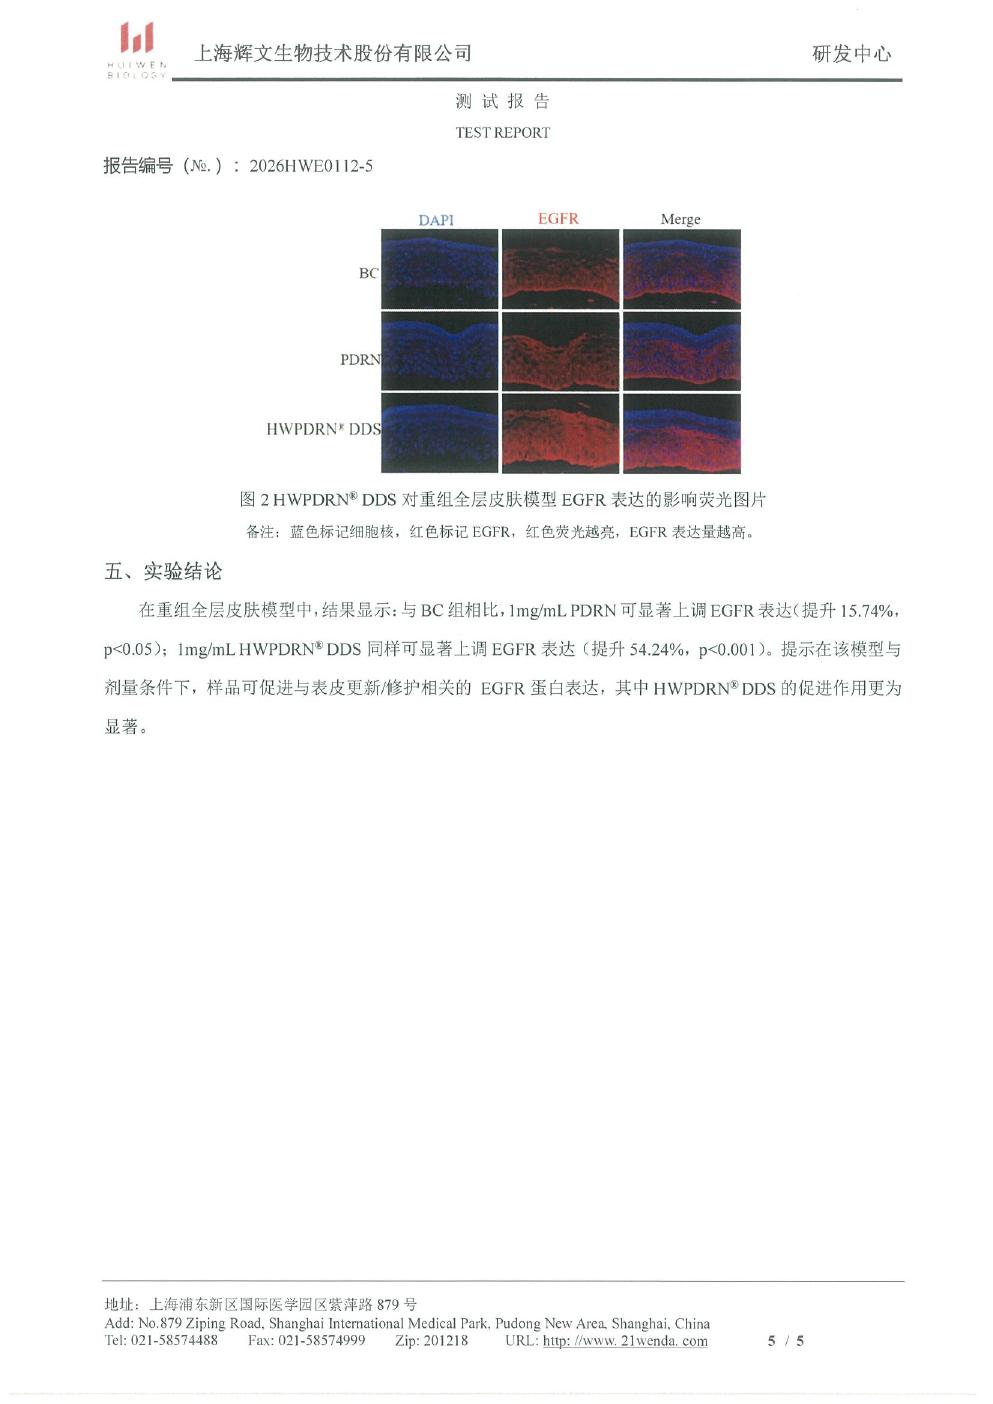 HUIWEN
BIOLOGY
上海辉文生物技术股份有限公司 研发中心
测 试 报 告
TEST REPORT
报告编号（№.）：2026HWE0112-5
DAPI EGFR Merge
BC
PDRN
HWPDRN® DDS
图 2 HWPDRN® DDS 对重组全层皮肤模型 EGFR 表达的影响荧光图片
备注：蓝色标记细胞核，红色标记 EGFR，红色荧光越亮，EGFR 表达量越高。
五、实验结论
在重组全层皮肤模型中，结果显示：与 BC 组相比，1mg/mL PDRN 可显著上调 EGFR 表达（提升 15.74%，
p<0.05）；1mg/mL HWPDRN® DDS 同样可显著上调 EGFR 表达（提升 54.24%，p<0.001）。提示在该模型与
剂量条件下，样品可促进与表皮更新/修护相关的 EGFR 蛋白表达，其中 HWPDRN® DDS 的促进作用更为
显著。
地址：上海浦东新区国际医学园区紫萍路 879 号
Add: No.879 Ziping Road, Shanghai International Medical Park, Pudong New Area, Shanghai, China
Tel: 021-58574488 Fax: 021-58574999 Zip: 201218 URL: http: //www. 21wenda. com 5 / 5